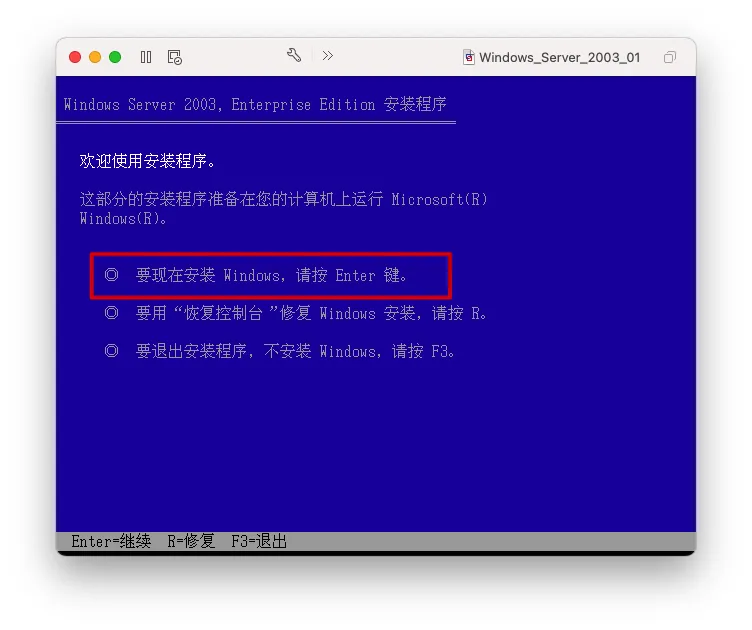 Windows_Server_2003_01
Windows Server 2003, Enterprise Edition 安装程序
欢迎使用安装程序。
这部分的安装程序准备在您的计算机上运行 Microsoft(R)
Windows(R)。
◎ 要现在安装 Windows，请按 Enter 键。
◎ 要用“恢复控制台”修复 Windows 安装，请按 R。
◎ 要退出安装程序，不安装 Windows，请按 F3。
Enter=继续 R=修复 F3=退出